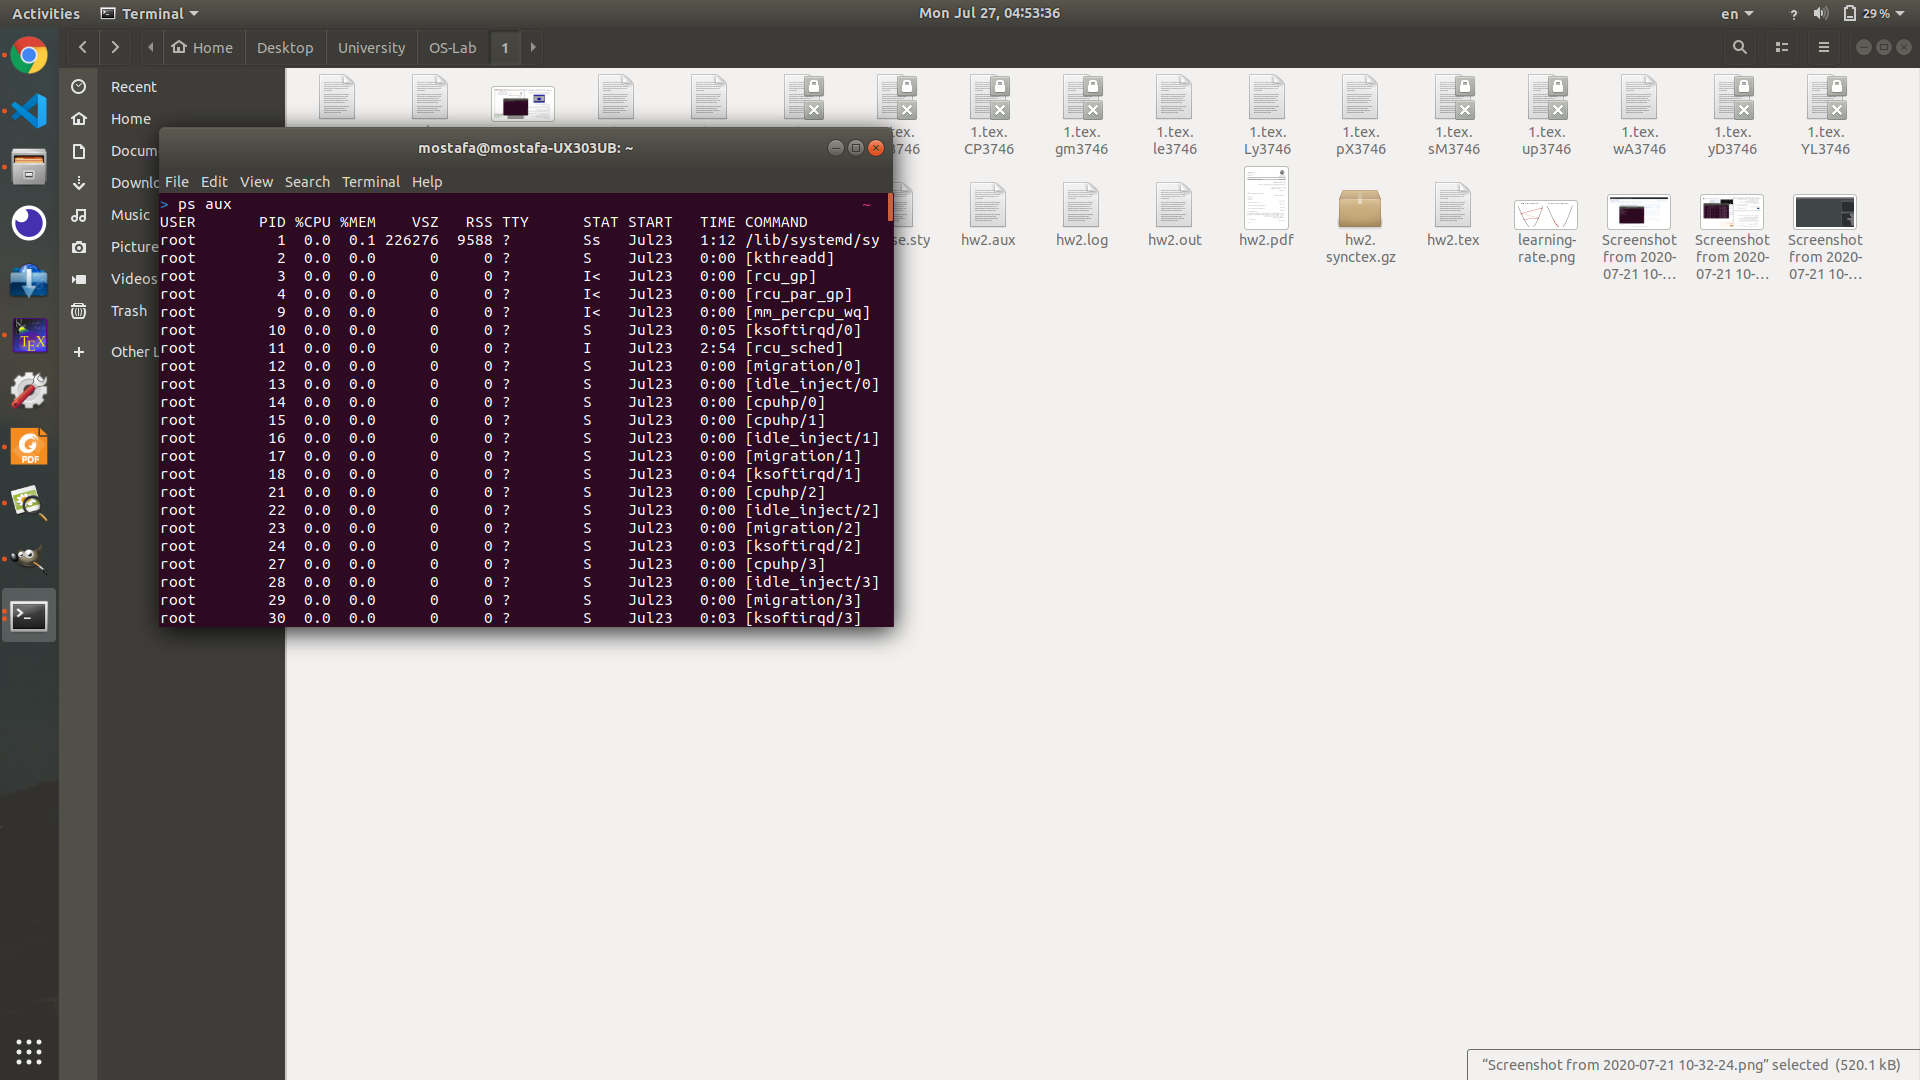 Activities Terminal Mon Jul 27, 04:53:36 en ? 29 %
Home Desktop University OS-Lab 1
Recent
Home
Docum
Downlo
Music
Picture
Videos
Trash
Other L
mostafa@mostafa-UX303UB: ~
File Edit View Search Terminal Help
> ps aux ~
USER PID %CPU %MEM VSZ RSS TTY STAT START TIME COMMAND
root 1 0.0 0.1 226276 9588 ? Ss Jul23 1:12 /lib/systemd/sy
root 2 0.0 0.0 0 0 ? S Jul23 0:00 [kthreadd]
root 3 0.0 0.0 0 0 ? I< Jul23 0:00 [rcu_gp]
root 4 0.0 0.0 0 0 ? I< Jul23 0:00 [rcu_par_gp]
root 9 0.0 0.0 0 0 ? I< Jul23 0:00 [mm_percpu_wq]
root 10 0.0 0.0 0 0 ? S Jul23 0:05 [ksoftirqd/0]
root 11 0.0 0.0 0 0 ? I Jul23 2:54 [rcu_sched]
root 12 0.0 0.0 0 0 ? S Jul23 0:00 [migration/0]
root 13 0.0 0.0 0 0 ? S Jul23 0:00 [idle_inject/0]
root 14 0.0 0.0 0 0 ? S Jul23 0:00 [cpuhp/0]
root 15 0.0 0.0 0 0 ? S Jul23 0:00 [cpuhp/1]
root 16 0.0 0.0 0 0 ? S Jul23 0:00 [idle_inject/1]
root 17 0.0 0.0 0 0 ? S Jul23 0:00 [migration/1]
root 18 0.0 0.0 0 0 ? S Jul23 0:04 [ksoftirqd/1]
root 21 0.0 0.0 0 0 ? S Jul23 0:00 [cpuhp/2]
root 22 0.0 0.0 0 0 ? S Jul23 0:00 [idle_inject/2]
root 23 0.0 0.0 0 0 ? S Jul23 0:00 [migration/2]
root 24 0.0 0.0 0 0 ? S Jul23 0:03 [ksoftirqd/2]
root 27 0.0 0.0 0 0 ? S Jul23 0:00 [cpuhp/3]
root 28 0.0 0.0 0 0 ? S Jul23 0:00 [idle_inject/3]
root 29 0.0 0.0 0 0 ? S Jul23 0:00 [migration/3]
root 30 0.0 0.0 0 0 ? S Jul23 0:03 [ksoftirqd/3]
ex. 1.tex. 1.tex. 1.tex. 1.tex. 1.tex. 1.tex. 1.tex. 1.tex. 1.tex. 1.tex.
3746 CP3746 gm3746 le3746 Ly3746 pX3746 sM3746 up3746 wA3746 yD3746 YL3746
se.sty hw2.aux hw2.log hw2.out hw2.pdf hw2. hw2.tex learning- Screenshot Screenshot Screenshot
synctex.gz rate.png from 2020- from 2020- from 2020-
07-21 10-... 07-21 10-... 07-21 10-...
PDF
TEX
“Screenshot from 2020-07-21 10-32-24.png” selected (520.1 kB)